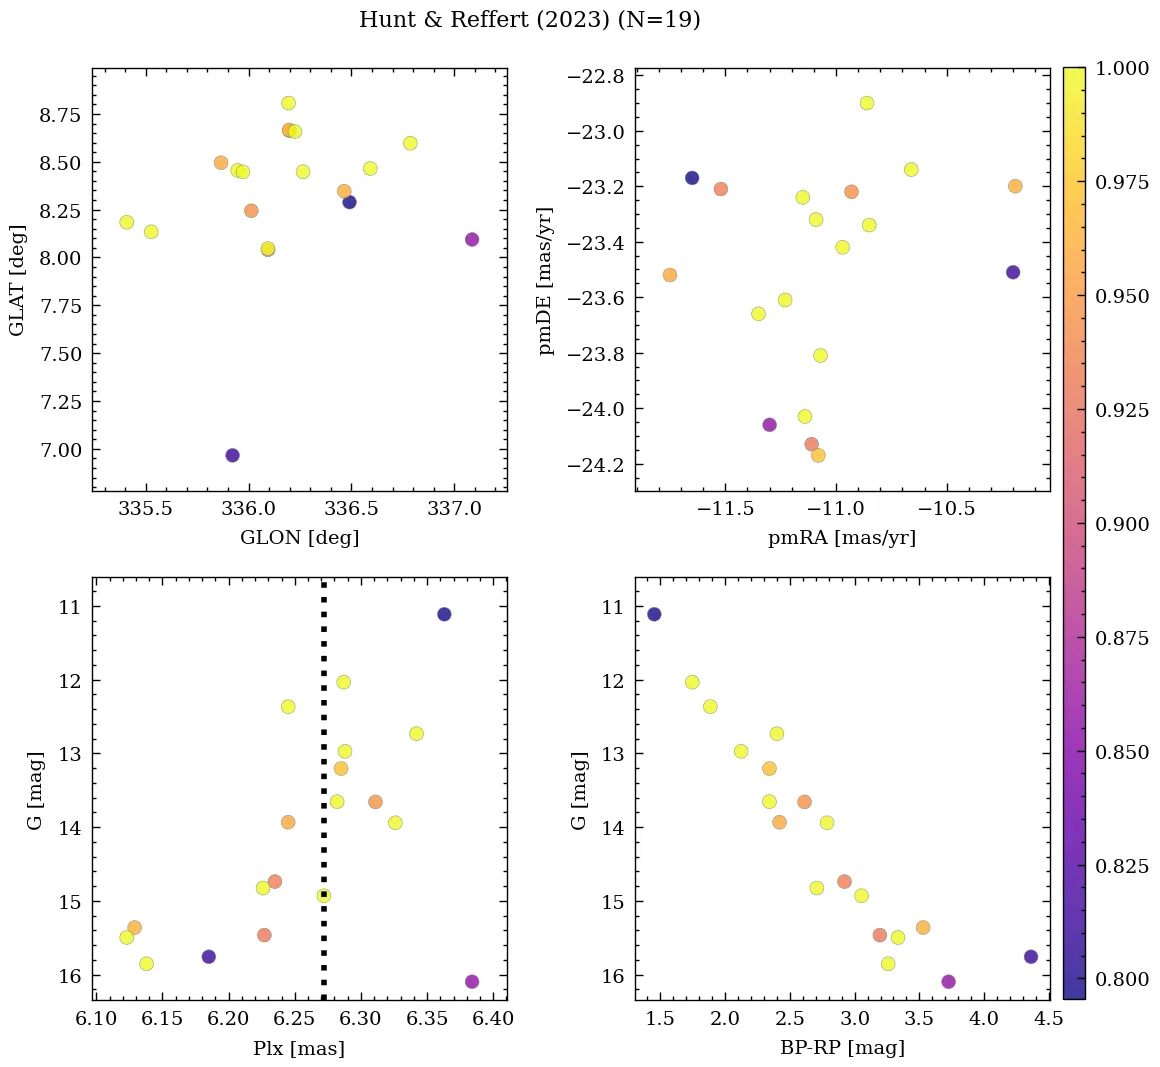 Hunt & Reffert (2023) (N=19)
8.75
8.50
8.25
8.00
7.75
7.50
7.25
7.00
GLAT [deg]
335.5 336.0 336.5 337.0
GLON [deg]
−22.8
−23.0
−23.2
−23.4
−23.6
−23.8
−24.0
−24.2
pmDE [mas/yr]
−11.5 −11.0 −10.5
pmRA [mas/yr]
1.000
0.975
0.950
0.925
0.900
0.875
0.850
0.825
0.800
11
12
13
14
15
16
G [mag]
6.10 6.15 6.20 6.25 6.30 6.35 6.40
Plx [mas]
11
12
13
14
15
16
G [mag]
1.5 2.0 2.5 3.0 3.5 4.0 4.5
BP-RP [mag]